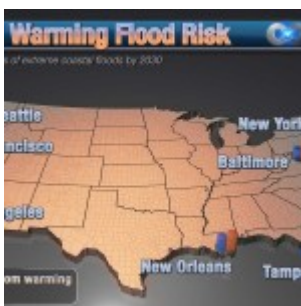 Warming Flood Risk
s of extreme coastal floods by 2030
eattle
New York
ncisco
Baltimore
geles
New Orleans
Tamp
om warming